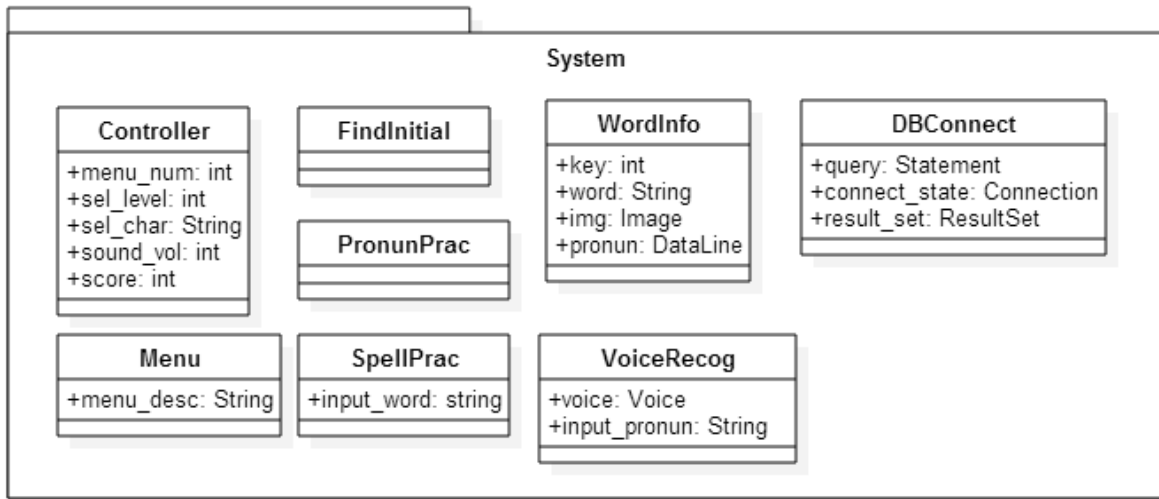 System
Controller
+menu_num: int
+sel_level: int
+sel_char: String
+sound_vol: int
+score: int
FindInitial
PronunPrac
WordInfo
+key: int
+word: String
+img: Image
+pronun: DataLine
DBConnect
+query: Statement
+connect_state: Connection
+result_set: ResultSet
Menu
+menu_desc: String
SpellPrac
+input_word: string
VoiceRecog
+voice: Voice
+input_pronun: String